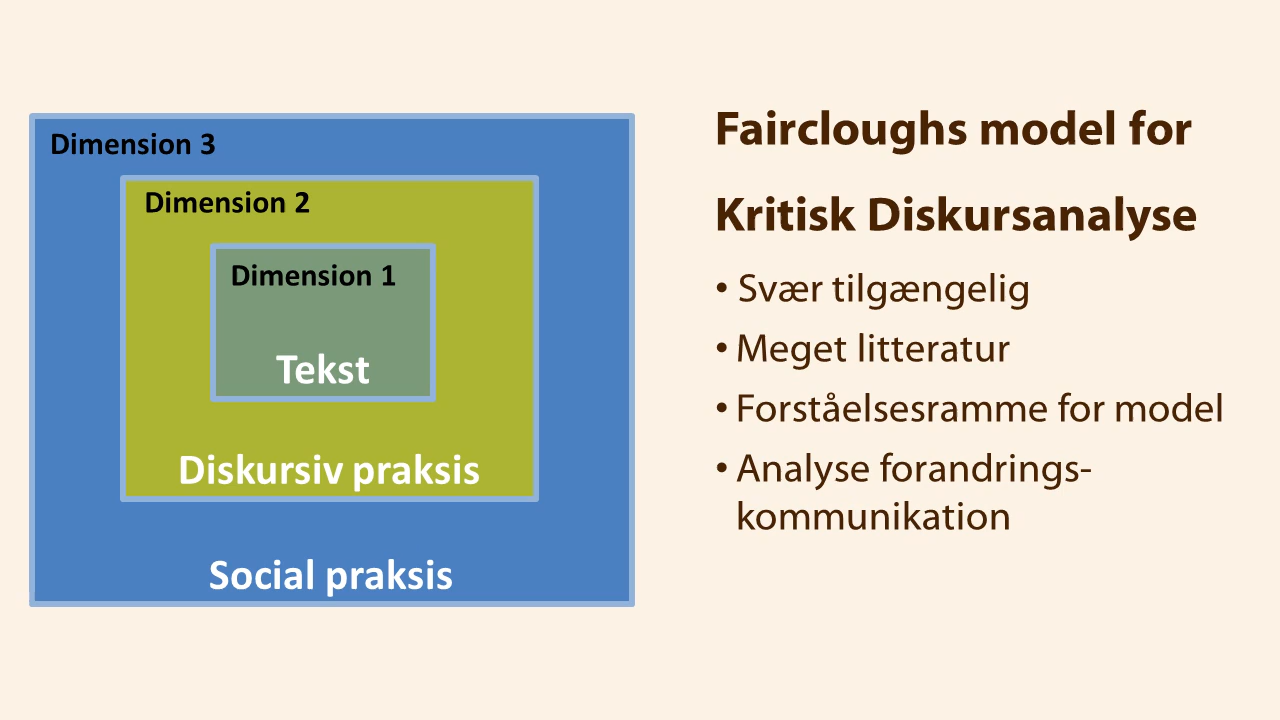 Dimension 3
Dimension 2
Dimension 1
Tekst
Diskursiv praksis
Social praksis
Faircloughs model for
Kritisk Diskursanalyse
• Svær tilgængelig
• Meget litteratur
• Forståelsesramme for model
• Analyse forandrings-
kommunikation